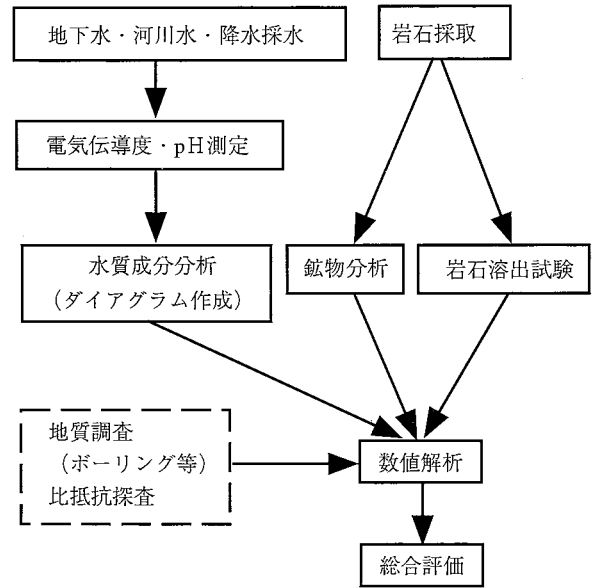 地下水・河川水・降水採水
岩石採取
電気伝導度・pH測定
水質成分分析
(ダイアグラム作成)
鉱物分析
岩石溶出試験
地質調査
(ボーリング等)
比抵抗探査
数値解析
総合評価